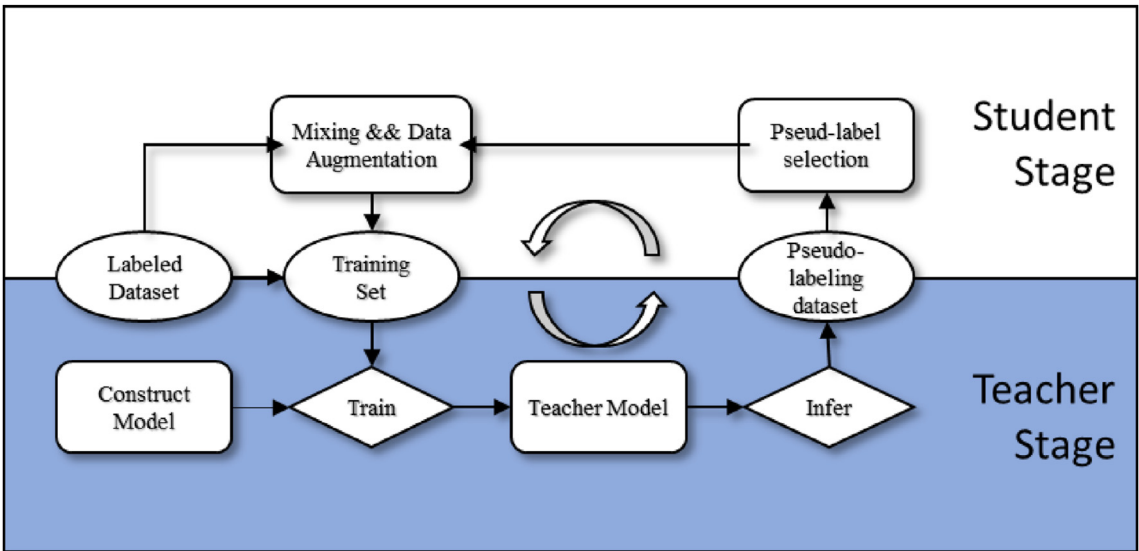 Mixing && Data
Augmentation
Pseud-label
selection
Student
Stage
Labeled
Dataset
Training
Set
Pseudo-
labeling
dataset
Construct
Model
Train
Teacher Model
Infer
Teacher
Stage